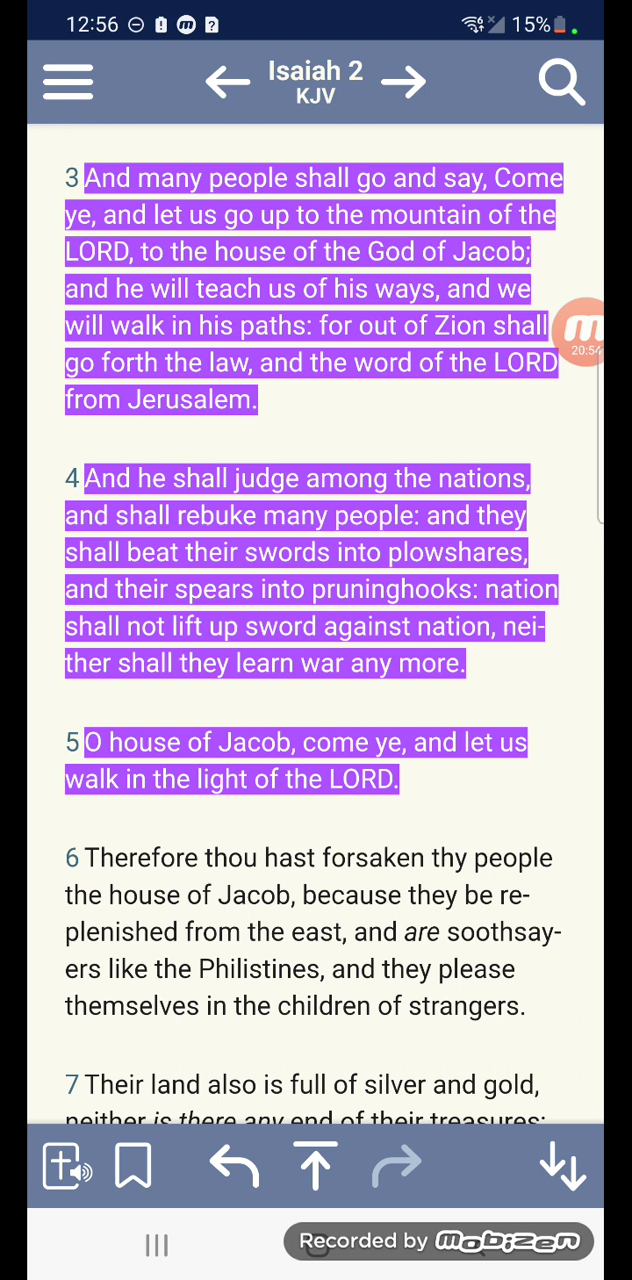 12:56 15%
Isaiah 2
KJV
3 And many people shall go and say, Come
ye, and let us go up to the mountain of the
LORD, to the house of the God of Jacob;
and he will teach us of his ways, and we
will walk in his paths: for out of Zion shall
20:54
go forth the law, and the word of the LORD
from Jerusalem.
4 And he shall judge among the nations,
and shall rebuke many people: and they
shall beat their swords into plowshares,
and their spears into pruninghooks: nation
shall not lift up sword against nation, nei-
ther shall they learn war any more.
5 O house of Jacob, come ye, and let us
walk in the light of the LORD.
6 Therefore thou hast forsaken thy people
the house of Jacob, because they be re-
plenished from the east, and are soothsay-
ers like the Philistines, and they please
themselves in the children of strangers.
7 Their land also is full of silver and gold,
neither is there any end of their treasures;
Recorded by mobizen